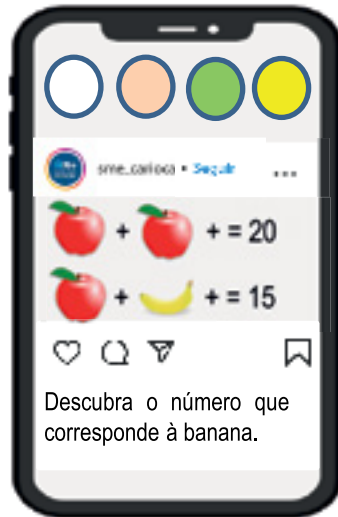 sme_carioca • Seguir ...
+ + = 20
+ + = 15
Descubra o número que
corresponde à banana.